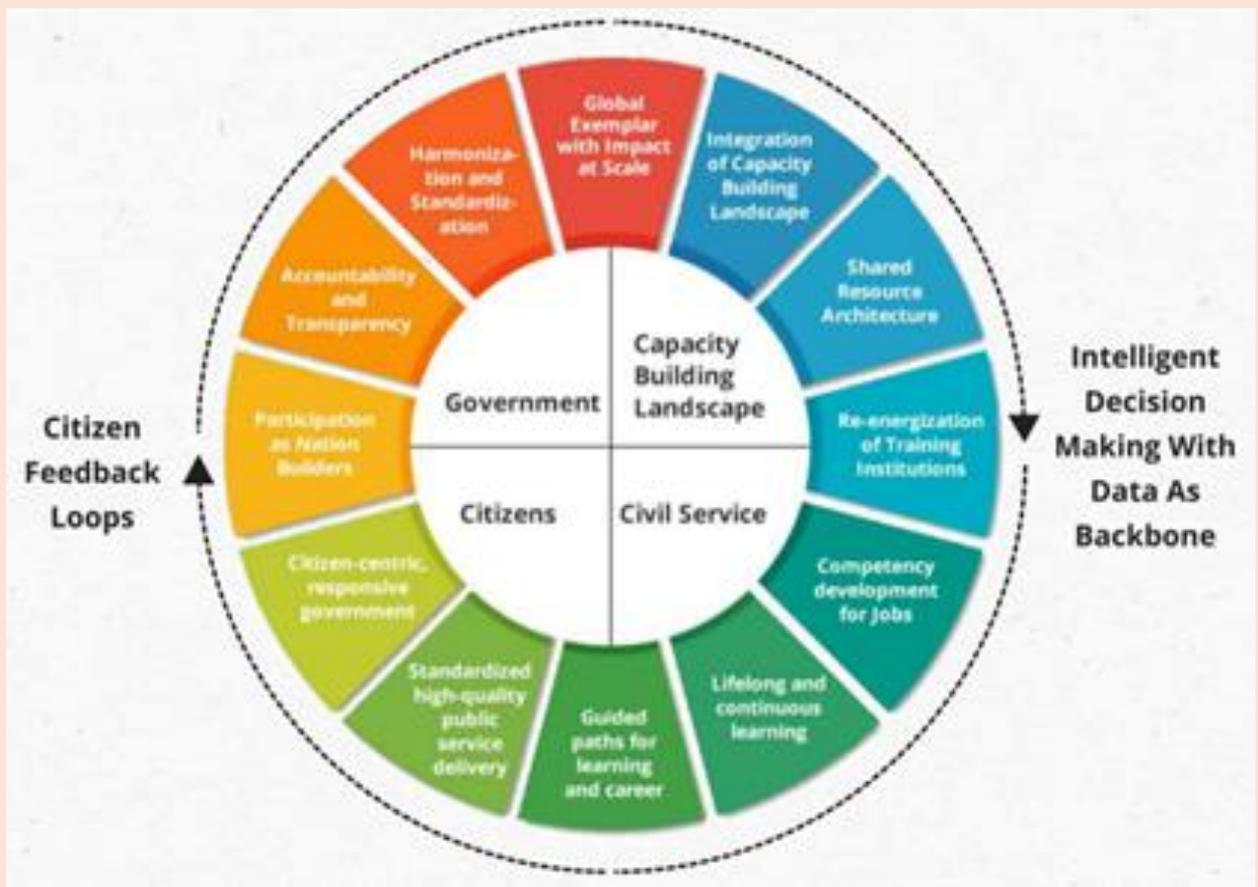 Global
Exemplar
with Impact
at Scale
Integration
of Capacity
Building
Landscape
Shared
Resource
Architecture
Re-energization
of Training
Institutions
Competency
development
for Jobs
Lifelong and
continuous
learning
Guided
paths for
learning
and career
Standardized
high-quality
public
service
delivery
Citizen-centric,
responsive
government
Participation
as Nation
Builders
Accountability
and
Transparency
Harmoniza-
tion and
Standardiz-
ation
Government
Capacity
Building
Landscape
Citizens
Civil Service
Citizen
Feedback
Loops
Intelligent
Decision
Making With
Data As
Backbone